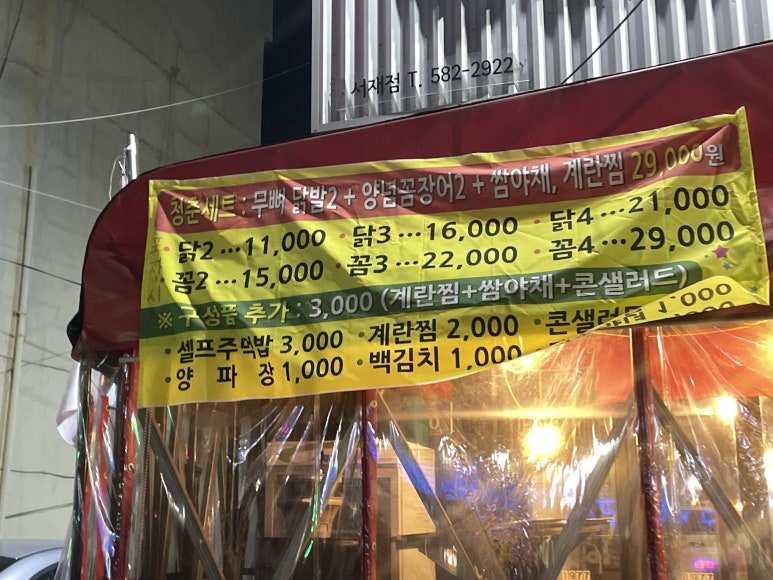 서재점 T. 582-2922
청춘세트 : 무뼈 닭발2 + 양념꼼장어2 + 쌈야채, 계란찜 29,000원
· 닭2 ··· 11,000 · 닭3 ··· 16,000 · 닭4 ··· 21,000
· 꼼2 ··· 15,000 · 꼼3 ··· 22,000 · 꼼4 ··· 29,000
※ 구성품 추가 : 3,000 (계란찜+쌈야채+콘샐러드)
· 셀프주먹밥 3,000 · 계란찜 2,000 · 콘샐러드 1,000
· 양 파 장 1,000 · 백김치 1,000
1977
1977